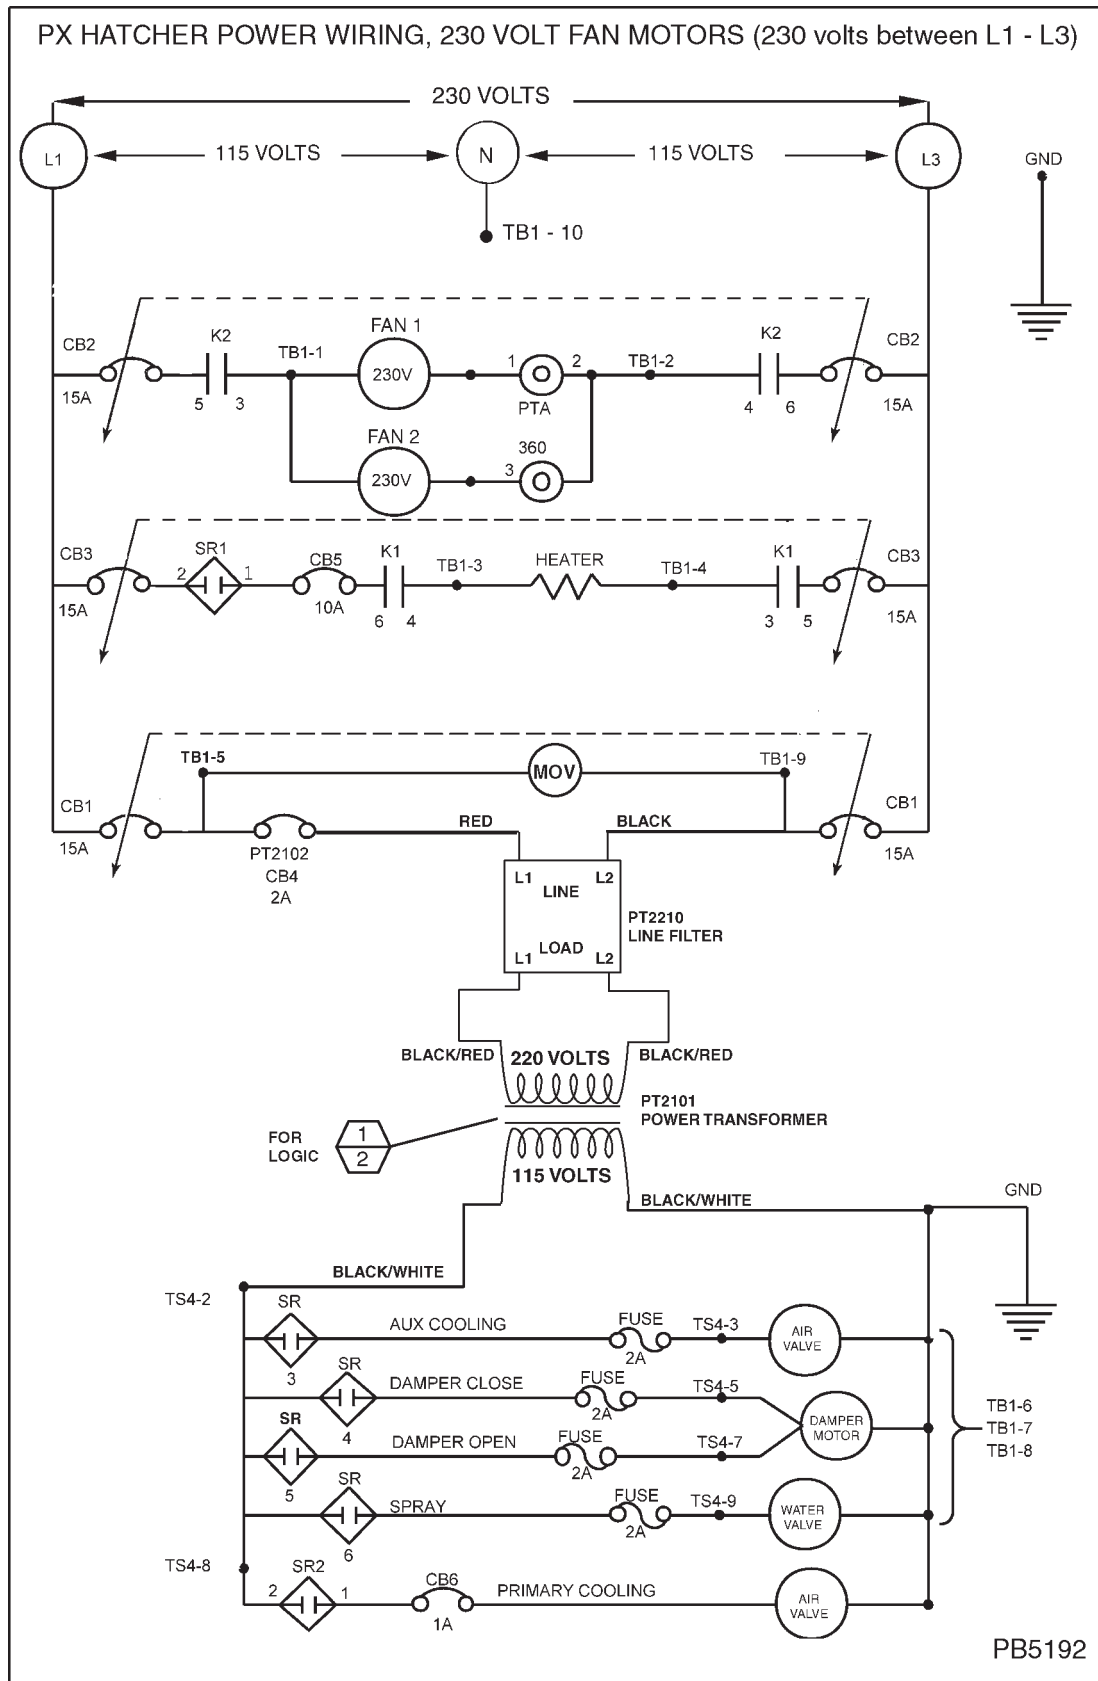 PX HATCHER POWER WIRING, 230 VOLT FAN MOTORS (230 volts between L1 - L3)
230 VOLTS
L1
115 VOLTS
N
115 VOLTS
L3
GND
TB1 - 10
CB2
15A
K2
5
3
TB1-1
FAN 1
230V
1
2
PTA
TB1-2
K2
4
6
CB2
15A
FAN 2
230V
360
3
CB3
15A
SR1
2
1
CB5
10A
K1
6
4
TB1-3
HEATER
TB1-4
K1
3
5
CB3
15A
TB1-5
MOV
TB1-9
CB1
15A
PT2102
CB4
2A
RED
BLACK
CB1
15A
L1
L2
LINE
LOAD
L1
L2
PT2210
LINE FILTER
BLACK/RED
220 VOLTS
BLACK/RED
PT2101
POWER TRANSFORMER
FOR
LOGIC
1
2
115 VOLTS
BLACK/WHITE
GND
BLACK/WHITE
TS4-2
SR
3
AUX COOLING
FUSE
2A
TS4-3
AIR
VALVE
SR
4
DAMPER CLOSE
FUSE
2A
TS4-5
DAMPER
MOTOR
SR
5
DAMPER OPEN
FUSE
2A
TS4-7
TB1-6
TB1-7
TB1-8
SR
6
SPRAY
FUSE
2A
TS4-9
WATER
VALVE
TS4-8
SR2
2
1
CB6
1A
PRIMARY COOLING
AIR
VALVE
PB5192